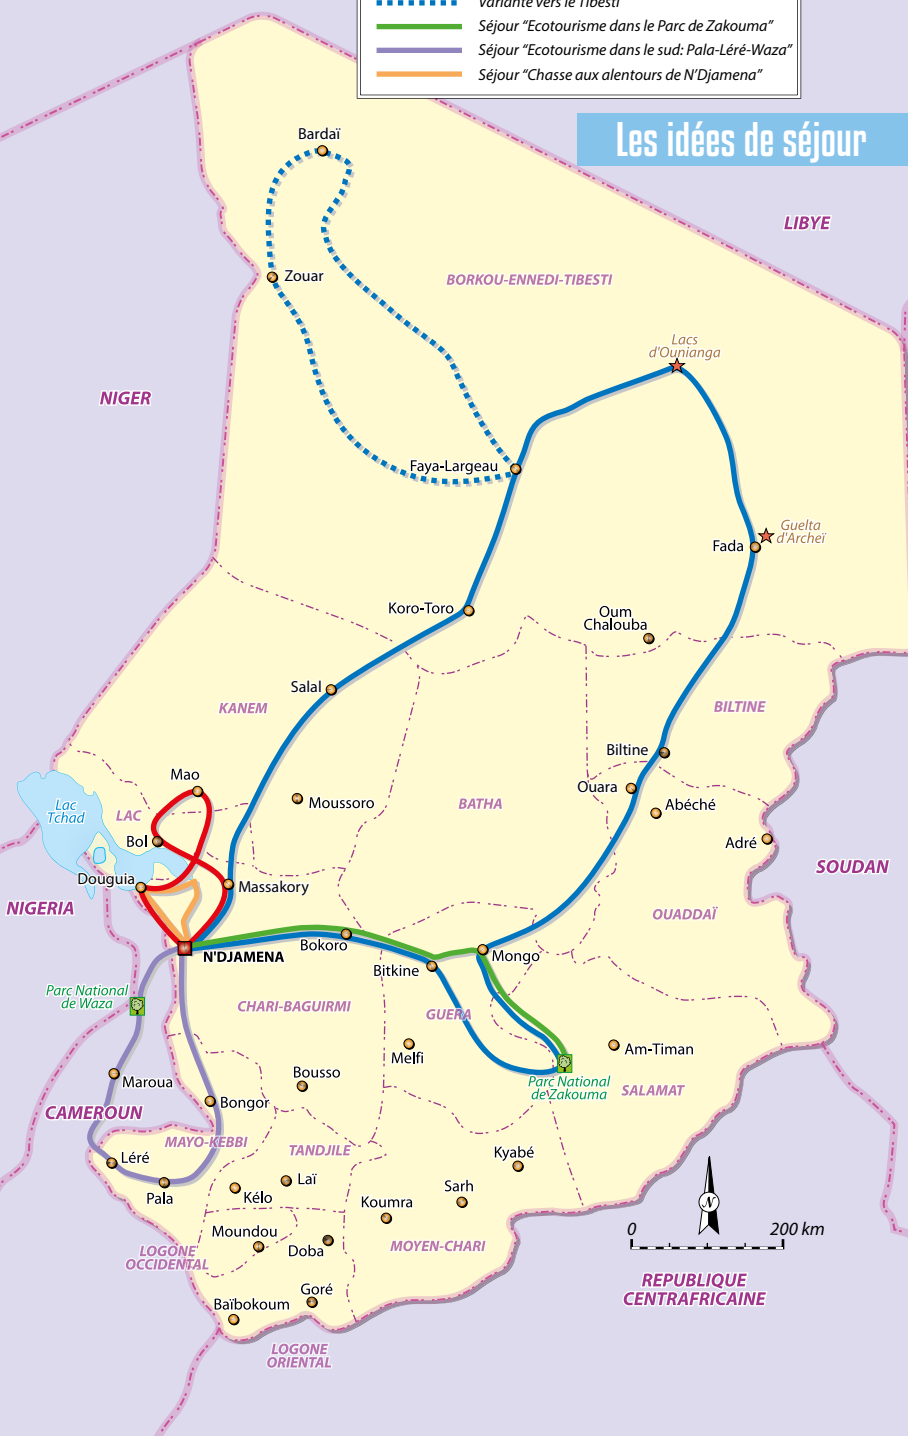 Variante vers le Tibesti
Séjour “Ecotourisme dans le Parc de Zakouma”
Séjour “Ecotourisme dans le sud: Pala-Léré-Waza”
Séjour “Chasse aux alentours de N’Djamena”
Les idées de séjour
Bardaï
LIBYE
Zouar
BORKOU-ENNEDI-TIBESTI
Lacs
d'Ounianga
NIGER
Faya-Largeau
Guelta
d'Archeï
Fada
Koro-Toro
Oum
Chalouba
Salal
KANEM
BILTINE
Biltine
Mao
Ouara
Lac
Tchad
LAC
Moussoro
BATHA
Abéché
Bol
Adré
Douguia
Massakory
SOUDAN
NIGERIA
OUADDAÏ
Bokoro
N'DJAMENA
Mongo
Bitkine
Parc National
de Waza
CHARI-BAGUIRMI
GUERA
Melfi
Am-Timan
Maroua
Bousso
Parc National
de Zakouma
SALAMAT
Bongor
CAMEROUN
MAYO-KEBBI
TANDJILE
Léré
Kyabé
Pala
Kélo
Laï
Sarh
Koumra
N
Moundou
Doba
0
200 km
LOGONE
OCCIDENTAL
MOYEN-CHARI
Goré
Baïbokoum
REPUBLIQUE
CENTRAFRICAINE
LOGONE
ORIENTAL